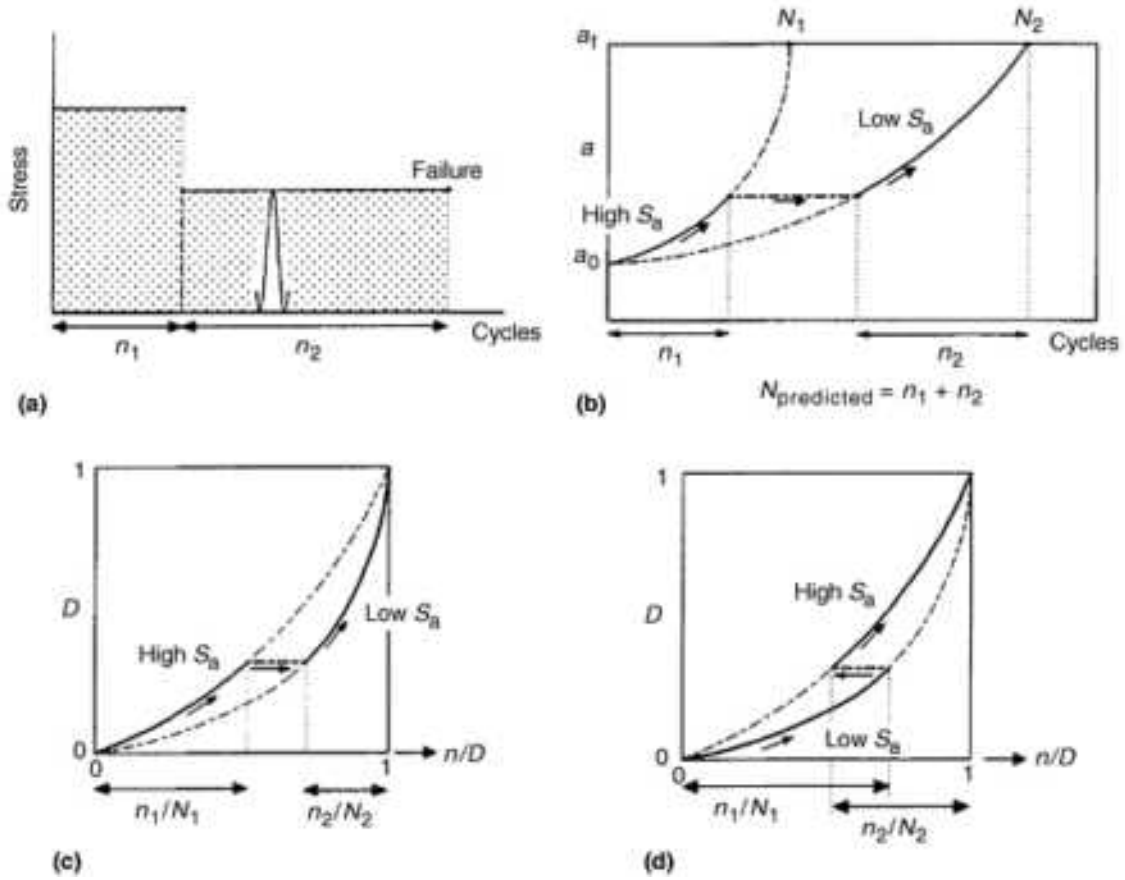 Stress
Failure
Cycles
n1
n2
(a)
N1
N2
at
a
a0
High Sa
Low Sa
n1
n2
Cycles
Npredicted = n1 + n2
(b)
1
D
High Sa
Low Sa
0
0
1
n/D
n1/N1
n2/N2
(c)
1
D
High Sa
Low Sa
0
0
1
n/D
n1/N1
n2/N2
(d)